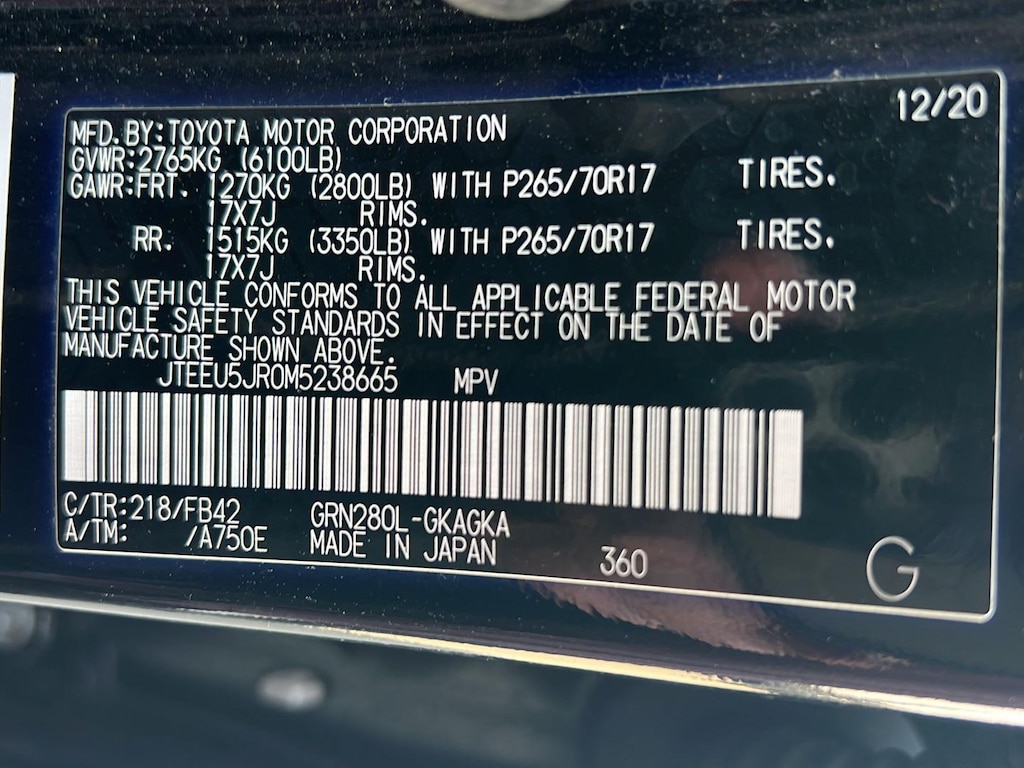 12/20
MFD.BY:TOYOTA MOTOR CORPORATION
GVWR:2765KG (6100LB)
GAWR:FRT. 1270KG (2800LB) WITH P265/70R17 TIRES.
17X7J RIMS.
RR. 1515KG (3350LB) WITH P265/70R17 TIRES.
17X7J RIMS.
THIS VEHICLE CONFORMS TO ALL APPLICABLE FEDERAL MOTOR
VEHICLE SAFETY STANDARDS IN EFFECT ON THE DATE OF
MANUFACTURE SHOWN ABOVE.
JTEEU5JR0M5238665 MPV
C/TR:218/FB42 GRN280L-GKAGKA
A/TM: /A750E MADE IN JAPAN 360
G